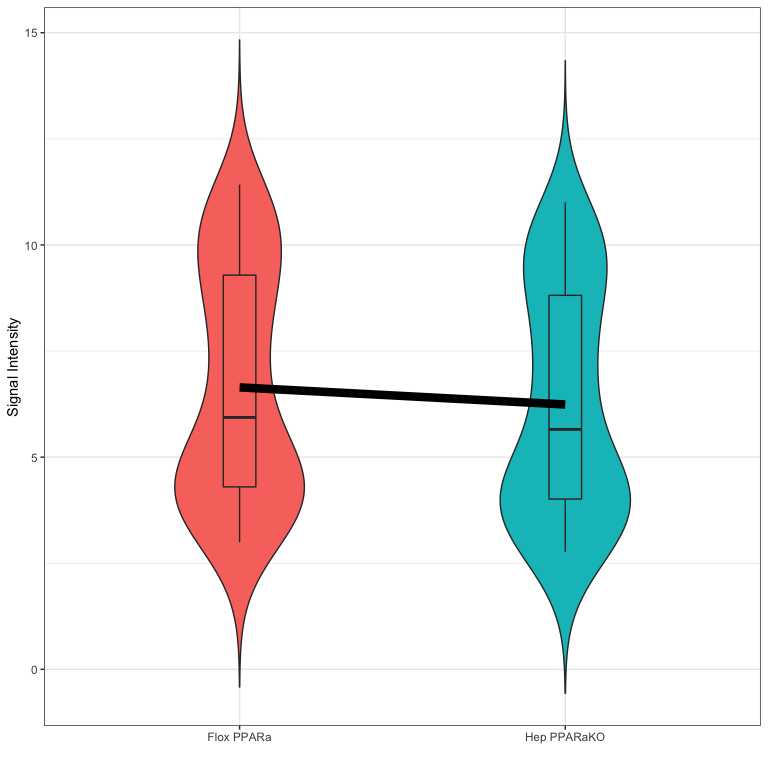 15
10
5
0
Signal Intensity
Flox PPARa
Hep PPARaKO